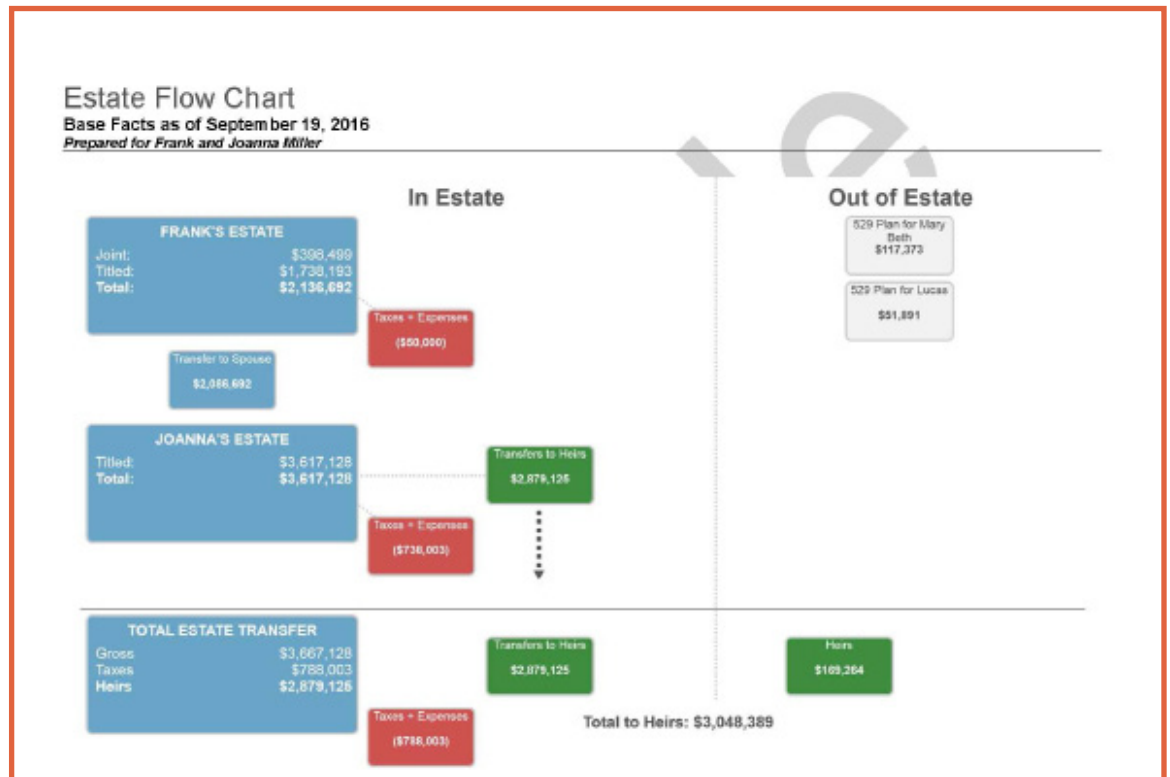 Estate Flow Chart
Base Facts as of September 19, 2016
Prepared for Frank and Joanna Miller
In Estate
Out of Estate
FRANK'S ESTATE
Joint: $398,499
Titled: $1,738,193
Total: $2,136,692
529 Plan for Mary
Beth
$117,373
529 Plan for Lucas
$51,891
Taxes + Expenses
($50,000)
Transfer to Spouse
$2,086,692
JOANNA'S ESTATE
Titled: $3,617,128
Total: $3,617,128
Transfers to Heirs
$2,879,125
Taxes + Expenses
($738,003)
TOTAL ESTATE TRANSFER
Gross $3,667,128
Taxes $788,003
Heirs $2,879,125
Transfers to Heirs
$2,879,125
Heirs
$169,264
Taxes + Expenses
($788,003)
Total to Heirs: $3,048,389